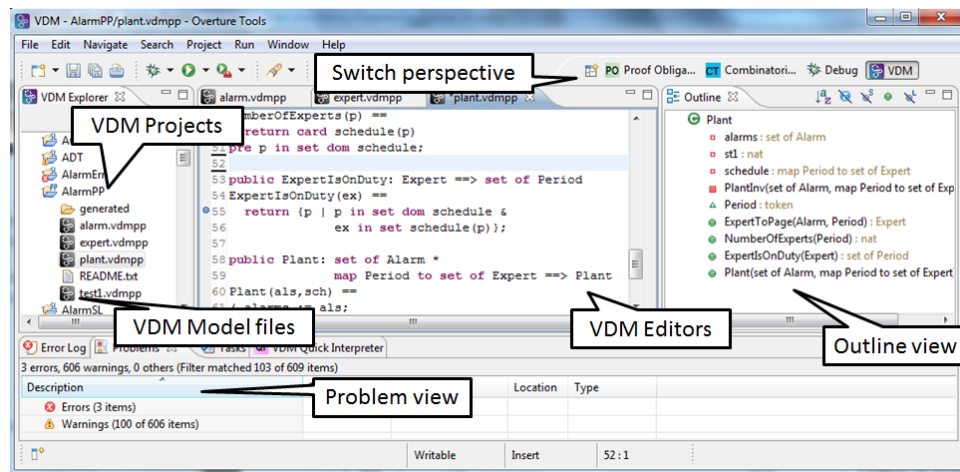 VDM - AlarmPP/plant.vdmpp - Overture Tools
File Edit Navigate Search Project Run Window Help
Switch perspective
PO Proof Obliga... CT Combinatori... Debug VDM
VDM Explorer
alarm.vdmpp expert.vdmpp *plant.vdmpp
Outline
VDM Projects
ADT
AlarmErr
AlarmPP
generated
alarm.vdmpp
expert.vdmpp
plant.vdmpp
README.txt
test1.vdmpp
AlarmSL
VDM Model files
NumberOfExperts(p) ==
return card schedule(p)
51 pre p in set dom schedule;
52
53 public ExpertIsOnDuty: Expert ==> set of Period
54 ExpertIsOnDuty(ex) ==
55 return {p | p in set dom schedule &
56 ex in set schedule(p)};
57
58 public Plant: set of Alarm *
59 map Period to set of Expert ==> Plant
60 Plant(als,sch) ==
61 ( alarms := als;
VDM Editors
Plant
alarms : set of Alarm
st1 : nat
schedule : map Period to set of Expert
PlantInv(set of Alarm, map Period to set of Exp
Period : token
ExpertToPage(Alarm, Period) : Expert
NumberOfExperts(Period) : nat
ExpertIsOnDuty(Expert) : set of Period
Plant(set of Alarm, map Period to set of Expert
Outline view
Error Log Problems Tasks VDM Quick Interpreter
3 errors, 606 warnings, 0 others (Filter matched 103 of 609 items)
Description Location Type
Problem view
Errors (3 items)
Warnings (100 of 606 items)
Writable Insert 52 : 1